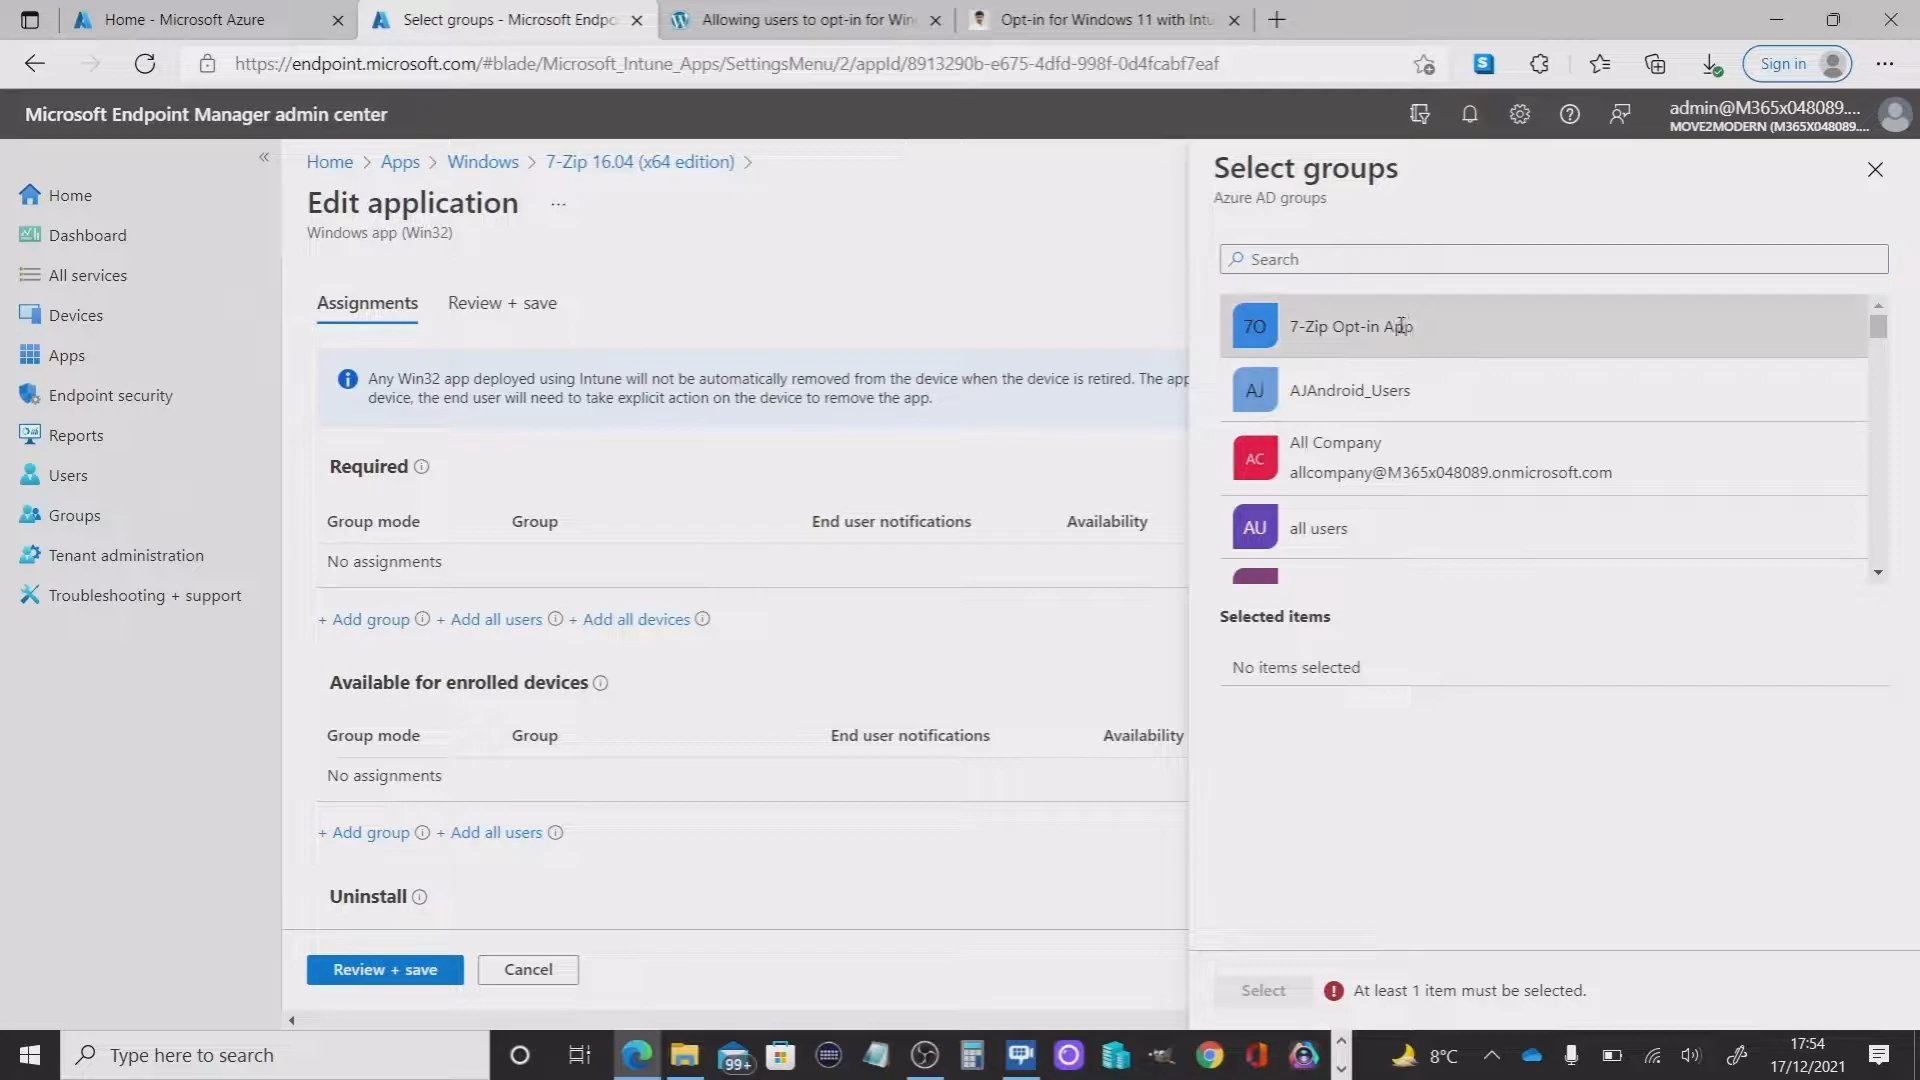 Home - Microsoft Azure
Select groups - Microsoft Endpo
Allowing users to opt-in for Win
Opt-in for Windows 11 with Intu
https://endpoint.microsoft.com/#blade/Microsoft_Intune_Apps/SettingsMenu/2/appId/8913290b-e675-4dfd-998f-0d4fcabf7eaf
S
Sign in
Microsoft Endpoint Manager admin center
admin@M365x048089....
MOVE2MODERN (M365X048089....
Home
Dashboard
All services
Devices
Apps
Endpoint security
Reports
Users
Groups
Tenant administration
Troubleshooting + support
Home > Apps > Windows > 7-Zip 16.04 (x64 edition) >
Edit application ...
Windows app (Win32)
Assignments
Review + save
Any Win32 app deployed using Intune will not be automatically removed from the device when the device is retired. The app
device, the end user will need to take explicit action on the device to remove the app.
Required
Group mode
Group
End user notifications
Availability
No assignments
+ Add group + Add all users + Add all devices
Available for enrolled devices
Group mode
Group
End user notifications
Availability
No assignments
+ Add group + Add all users
Uninstall
Review + save
Cancel
Select groups
Azure AD groups
Search
7O
7-Zip Opt-in App
AJ
AJAndroid_Users
AC
All Company
allcompany@M365x048089.onmicrosoft.com
AU
all users
Selected items
No items selected
Select
At least 1 item must be selected.
Type here to search
99+
8°C
17:54
17/12/2021